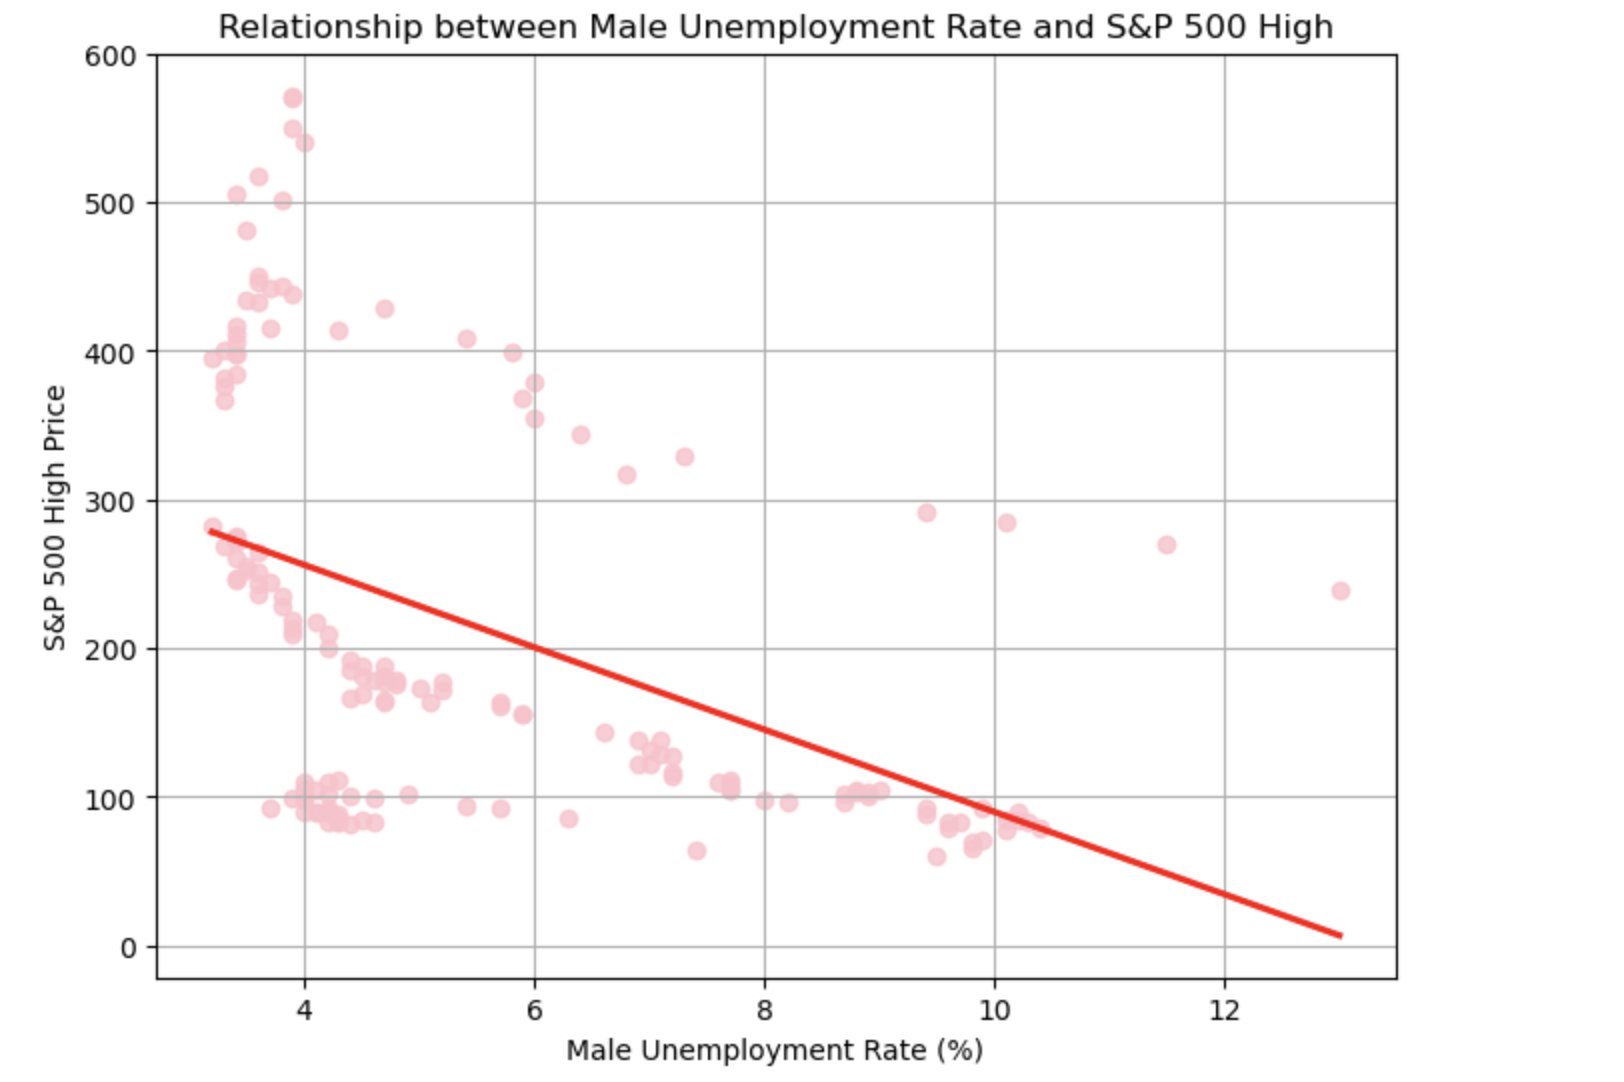 Relationship between Male Unemployment Rate and S&P 500 High
600
500
400
300
200
100
0
S&P 500 High Price
4 6 8 10 12
Male Unemployment Rate (%)